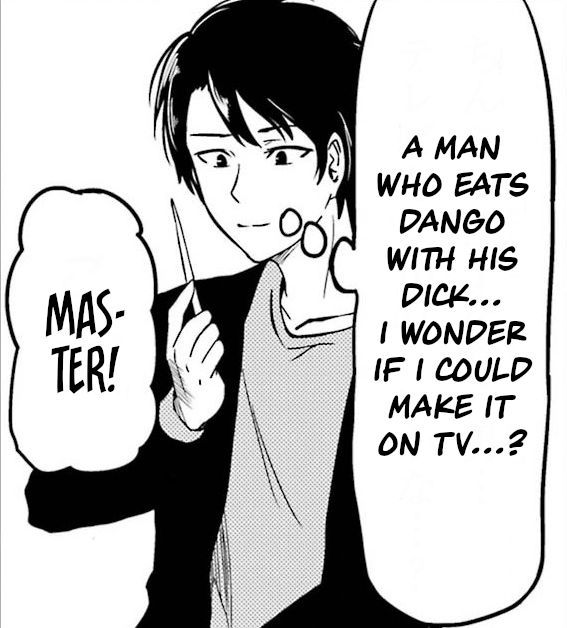 A MAN
WHO EATS
DANGO
WITH HIS
DICK...
I WONDER
IF I COULD
MAKE IT
ON TV...?
MAS-
TER!